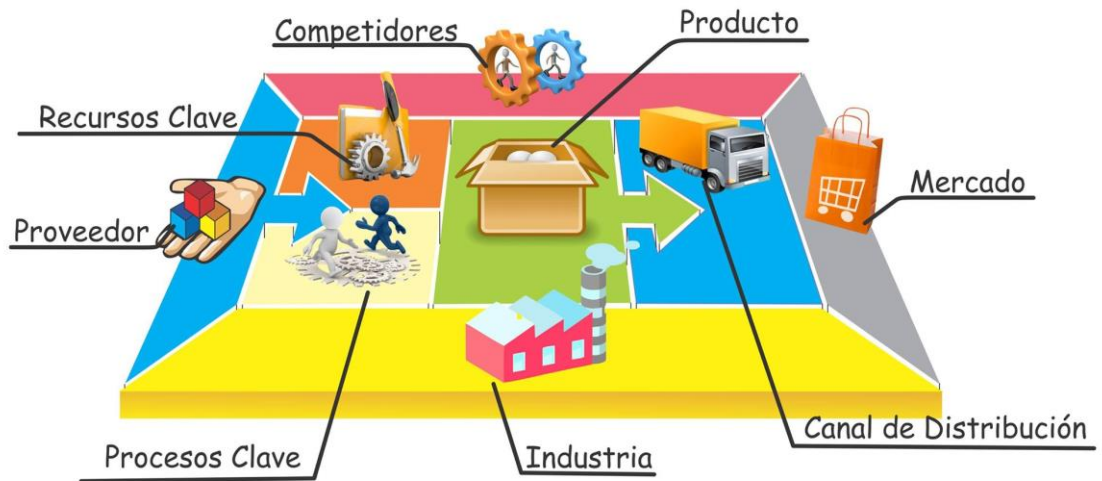 Competidores
Producto
Recursos Clave
Mercado
Proveedor
Canal de Distribución
Procesos Clave
Industria